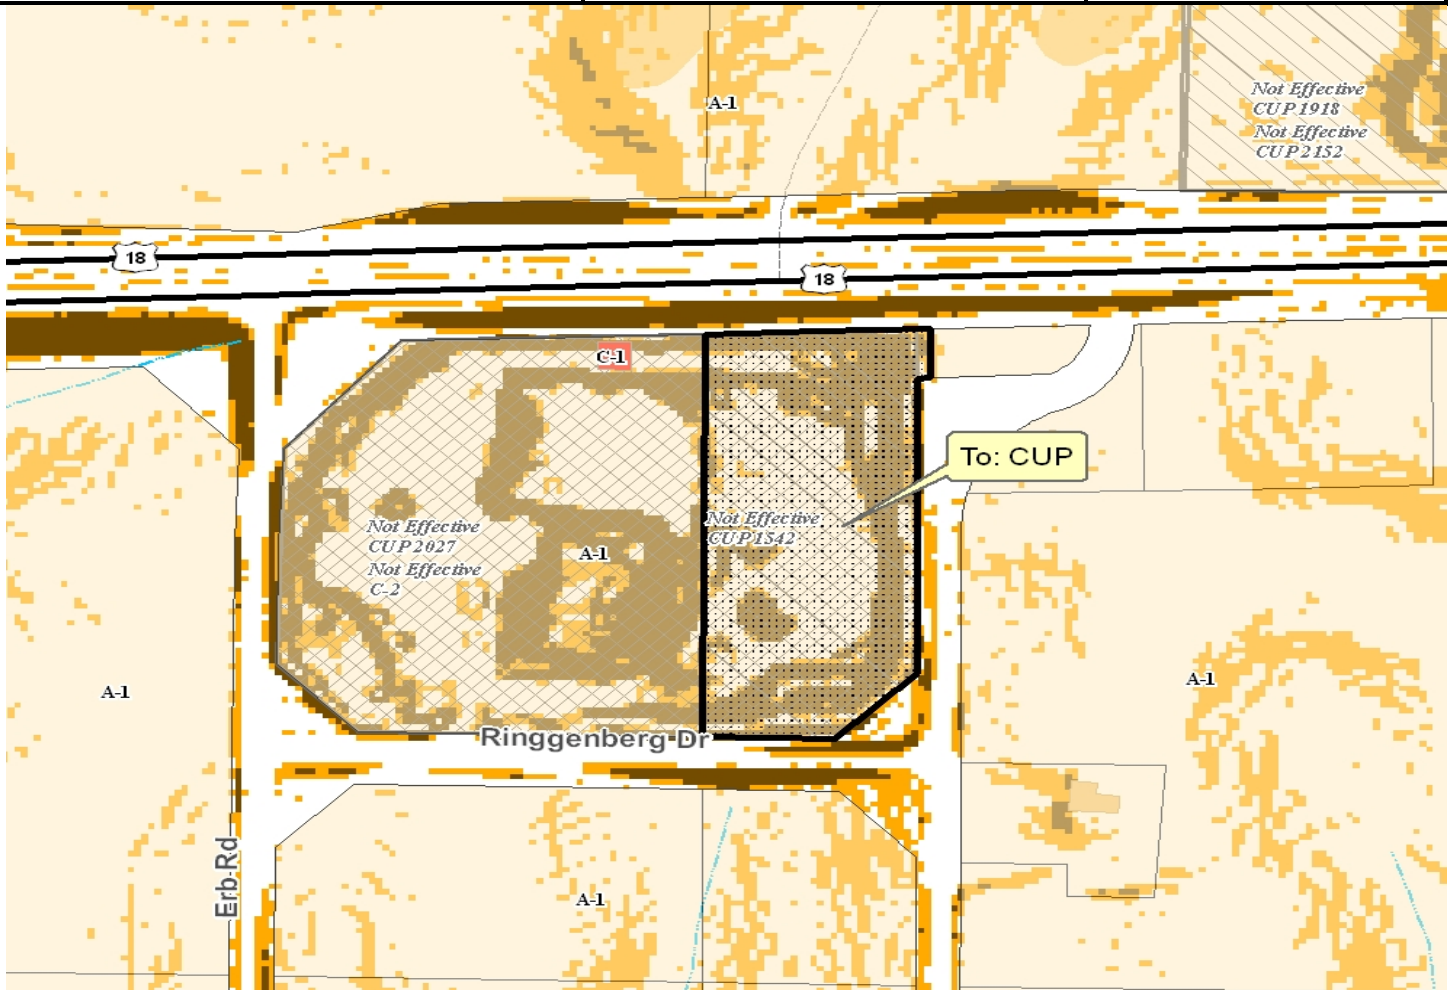 A-1
Not Effective
CUP 1918
Not Effective
CUP 2152
18
18
C-1
To: CUP
Not Effective
CUP 2027
Not Effective
C-2
A-1
Not Effective
CUP 1542
A-1
A-1
Ringgenberg Dr
Erb Rd
A-1